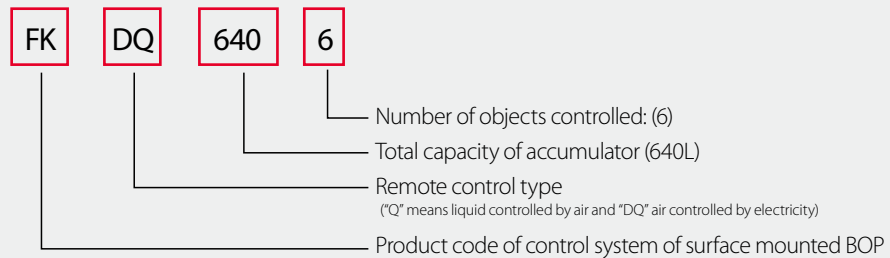 FK DQ 640 6
Number of objects controlled: (6)
Total capacity of accumulator (640L)
Remote control type
("Q" means liquid controlled by air and "DQ" air controlled by electricity)
Product code of control system of surface mounted BOP